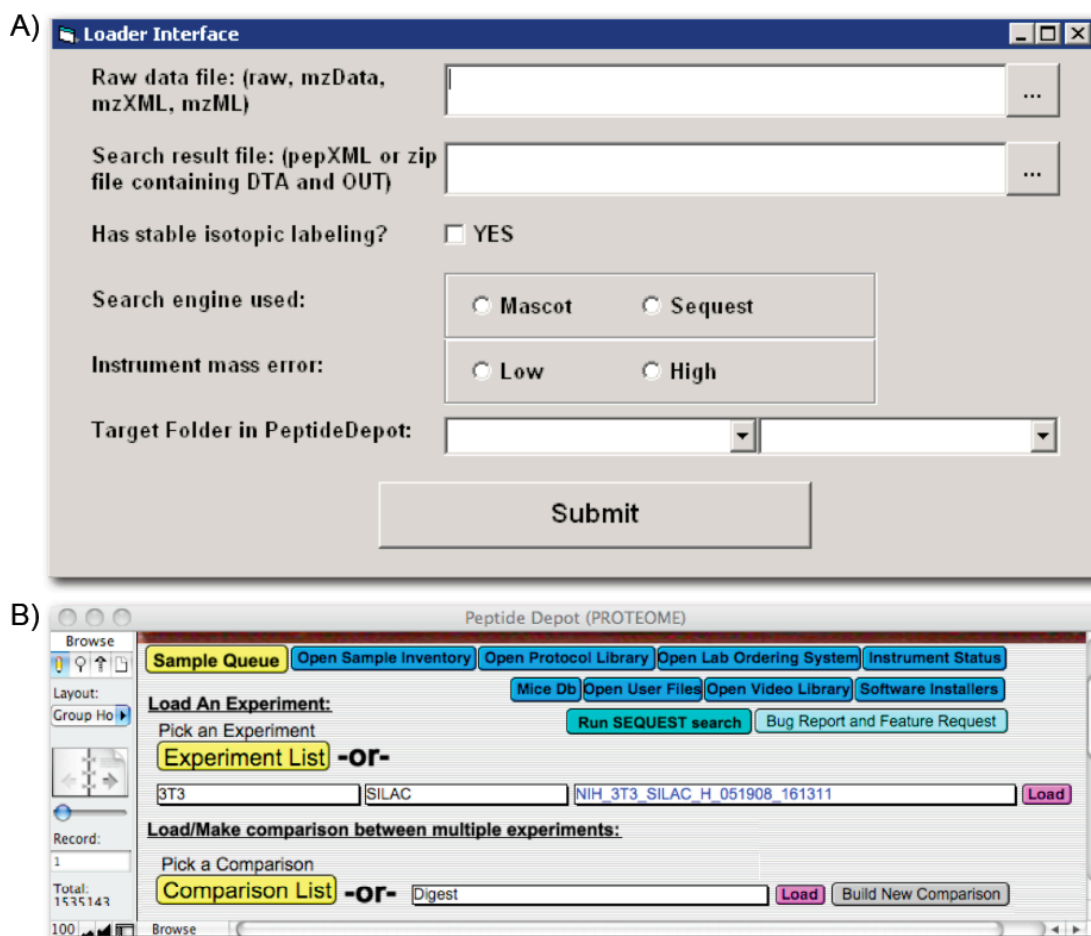 A)
Loader Interface
Raw data file: (raw, mzData,
mzXML, mzML)
...
Search result file: (pepXML or zip
file containing DTA and OUT)
...
Has stable isotopic labeling?
YES
Search engine used:
Mascot
Sequest
Instrument mass error:
Low
High
Target Folder in PeptideDepot:
Submit
B)
Peptide Depot (PROTEOME)
Browse
Sample Queue
Open Sample Inventory
Open Protocol Library
Open Lab Ordering System
Instrument Status
Layout:
Group Ho
Mice Db
Open User Files
Open Video Library
Software Installers
Load An Experiment:
Run SEQUEST search
Bug Report and Feature Request
Pick an Experiment
Experiment List
-or-
3T3
SILAC
NIH_3T3_SILAC_H_051908_161311
Load
Record:
1
Load/Make comparison between multiple experiments:
Pick a Comparison
Comparison List
-or-
Digest
Load
Build New Comparison
Total:
1535143
100
Browse